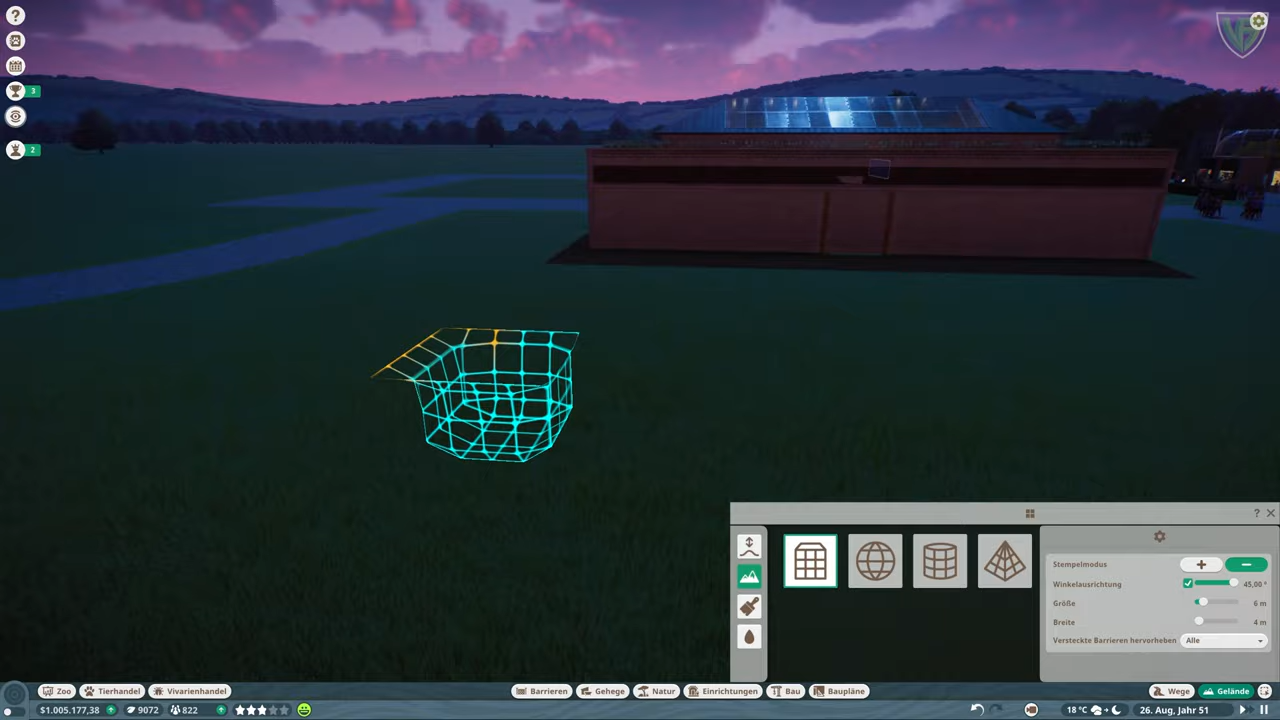 ?
3
2
?
Stempelmodus
Winkelausrichtung 45,00 °
Größe 6 m
Breite 4 m
Versteckte Barrieren hervorheben Alle
Zoo Tierhandel Vivarienhandel Barrieren Gehege Natur Einrichtungen Bau Baupläne Wege Gelände
$1.005.177,38 9072 822 18 °C 26. Aug, Jahr 51